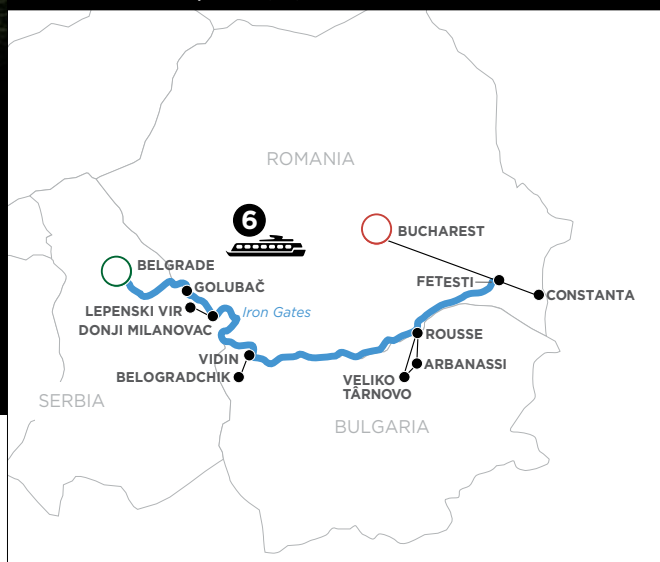 ROMANIA
6
BUCHAREST
BELGRADE
FETESTI
GOLUBAČ
CONSTANTA
LEPENSKI VIR
Iron Gates
DONJI MILANOVAC
ROUSSE
VIDIN
ARBANASSI
BELOGRADCHIK
VELIKO
TÂRNOVO
SERBIA
BULGARIA